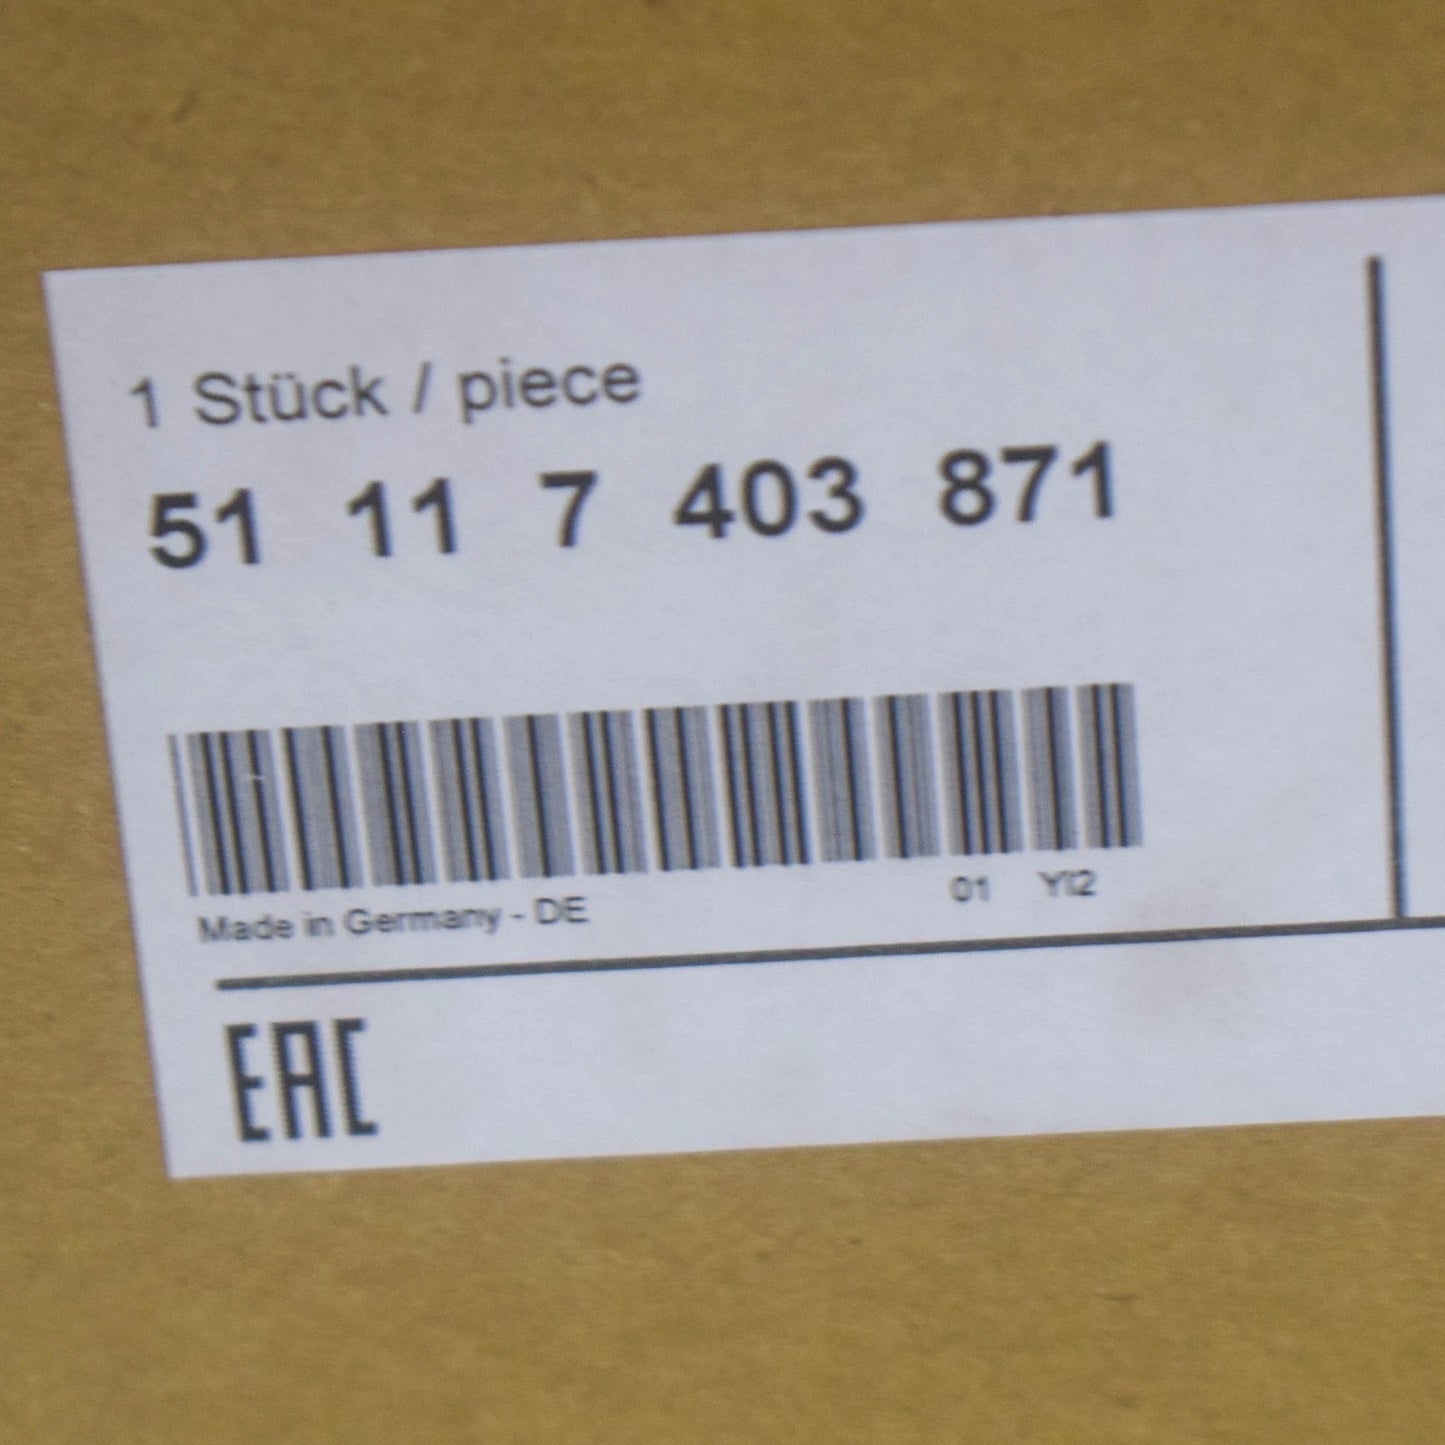 1 Stück / piece
51 11 7 403 871
Made in Germany - DE 01 YI2
EAC